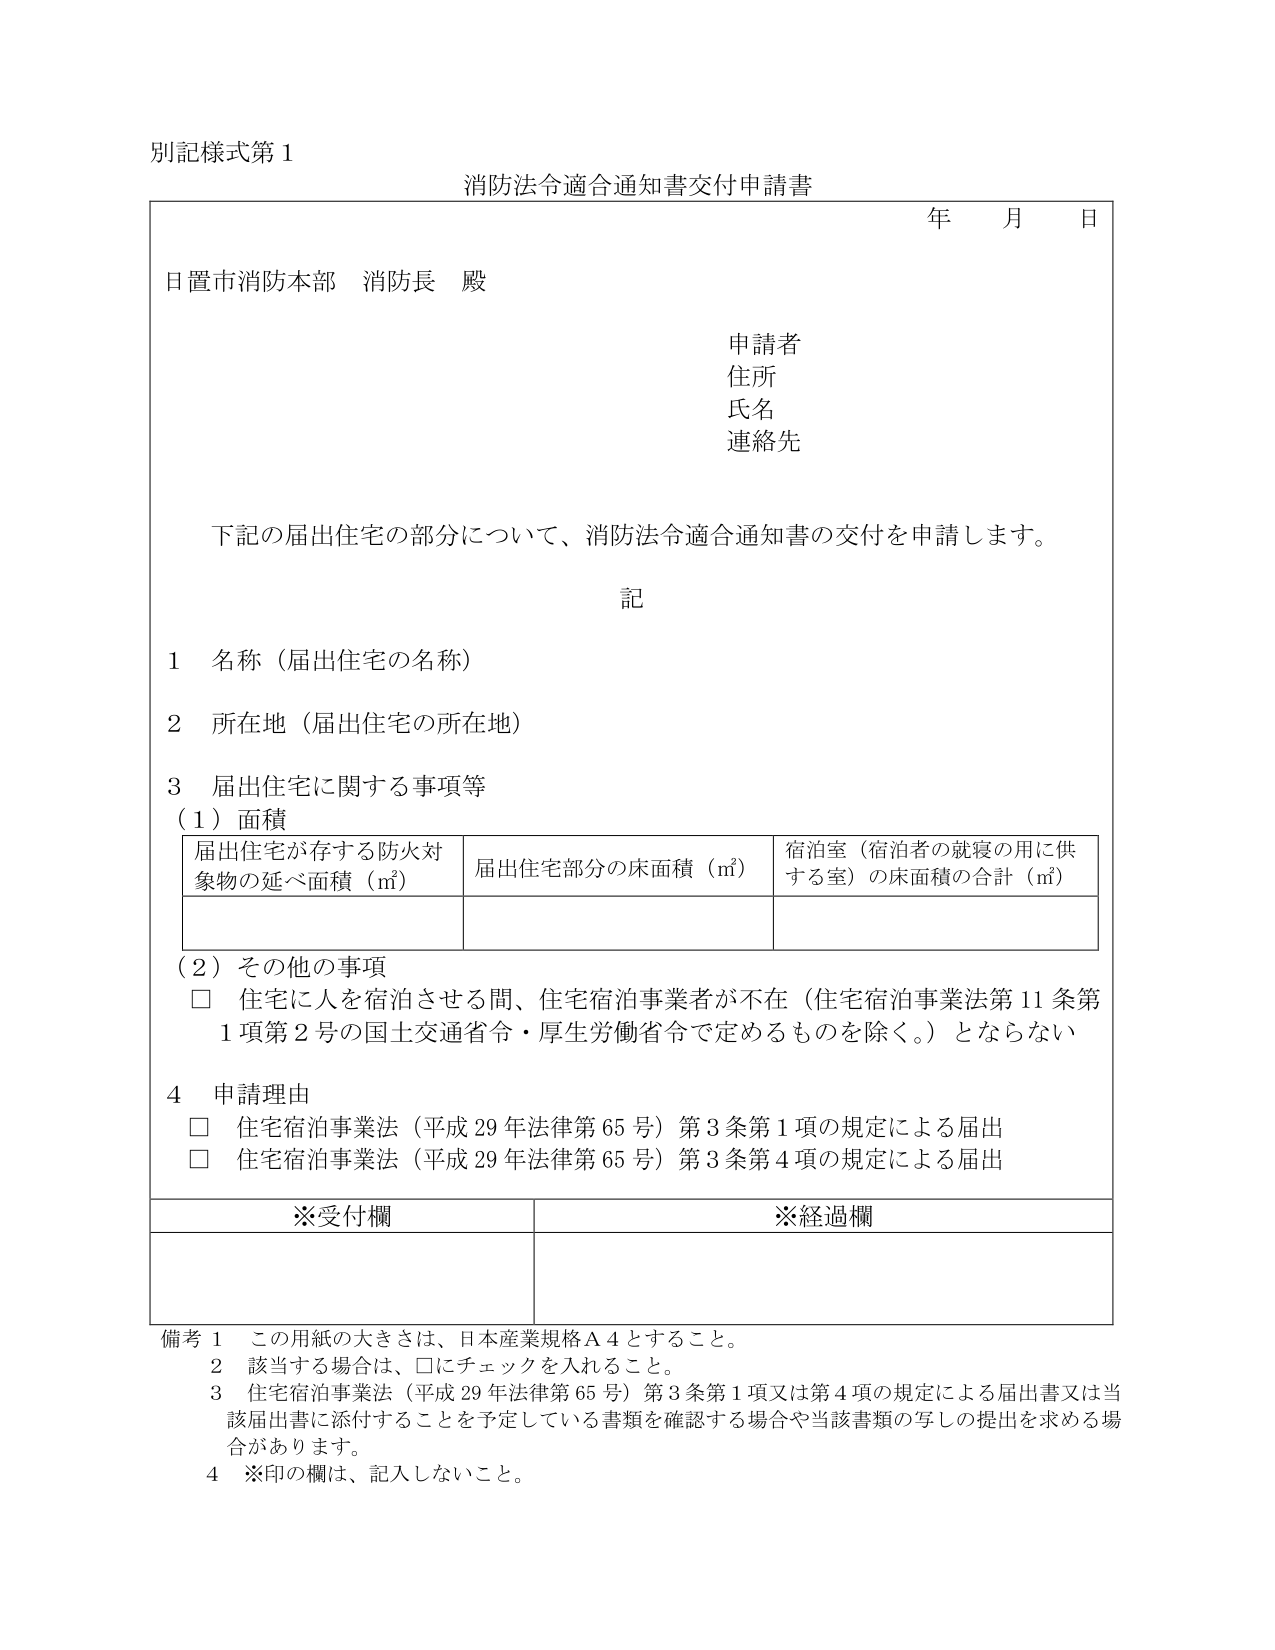 別記様式第１
消防法令適合通知書交付申請書
年　　月　　日
日置市消防本部　消防長　殿
申請者
住所
氏名
連絡先
下記の届出住宅の部分について、消防法令適合通知書の交付を申請します。
記
１　名称（届出住宅の名称）
２　所在地（届出住宅の所在地）
３　届出住宅に関する事項等
（１）面積
届出住宅が存する防火対
象物の延べ面積（㎡）
届出住宅部分の床面積（㎡）
宿泊室（宿泊者の就寝の用に供
する室）の床面積の合計（㎡）
（２）その他の事項
□　住宅に人を宿泊させる間、住宅宿泊事業者が不在（住宅宿泊事業法第 11 条第
１項第２号の国土交通省令・厚生労働省令で定めるものを除く。）とならない
４　申請理由
□　住宅宿泊事業法（平成 29 年法律第 65 号）第３条第１項の規定による届出
□　住宅宿泊事業法（平成 29 年法律第 65 号）第３条第４項の規定による届出
※受付欄
※経過欄
備考１　この用紙の大きさは、日本産業規格Ａ４とすること。
２　該当する場合は、□にチェックを入れること。
３　住宅宿泊事業法（平成 29 年法律第 65 号）第３条第１項又は第４項の規定による届出書又は当
該届出書に添付することを予定している書類を確認する場合や当該書類の写しの提出を求める場
合があります。
４　※印の欄は、記入しないこと。